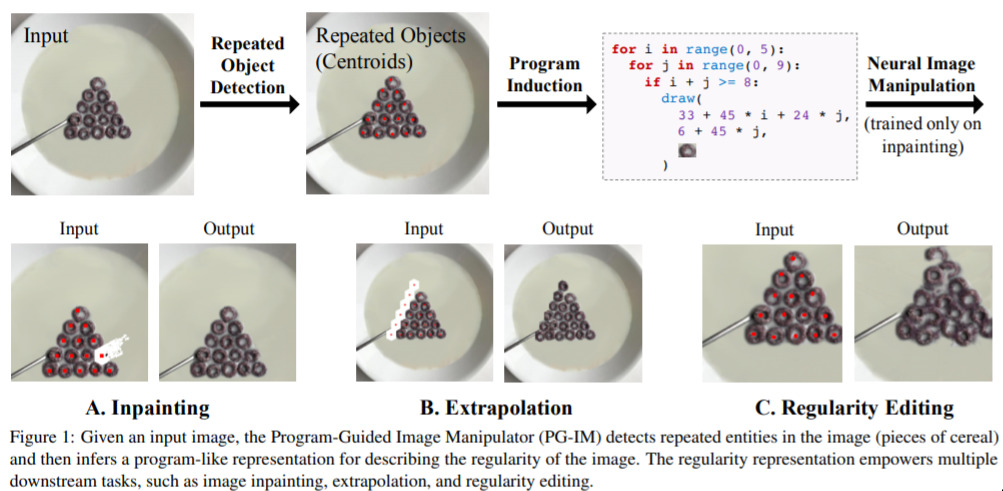 Input
Repeated
Object
Detection
Repeated Objects
(Centroids)
Program
Induction
for i in range(0, 5):
for j in range(0, 9):
if i + j >= 8:
draw(
33 + 45 * i + 24 * j,
6 + 45 * j,
)
Neural Image
Manipulation
(trained only on
inpainting)
Input
Output
Input
Output
Input
Output
A. Inpainting
B. Extrapolation
C. Regularity Editing
Figure 1: Given an input image, the Program-Guided Image Manipulator (PG-IM) detects repeated entities in the image (pieces of cereal)
and then infers a program-like representation for describing the regularity of the image. The regularity representation empowers multiple
downstream tasks, such as image inpainting, extrapolation, and regularity editing.